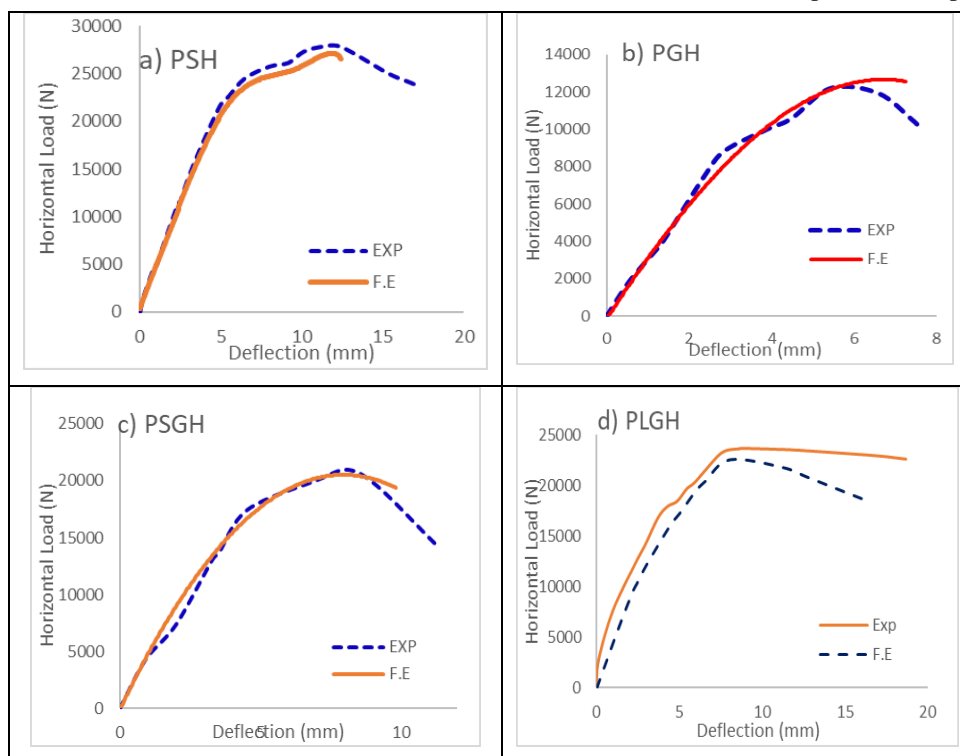 a) PSH
Horizontal Load (N)
30000
25000
20000
15000
10000
5000
0
EXP
F.E
0 5 10 15 20
Deflection (mm)
b) PGH
Horizontal Load (N)
14000
12000
10000
8000
6000
4000
2000
0
EXP
F.E
0 2 4 6 8
Deflection (mm)
c) PSGH
Horizontal Load (N)
25000
20000
15000
10000
5000
0
EXP
F.E
0 5 10
Deflection (mm)
d) PLGH
Horizontal Load (N)
25000
20000
15000
10000
5000
0
Exp
F.E
0 5 10 15 20
Deflection (mm)